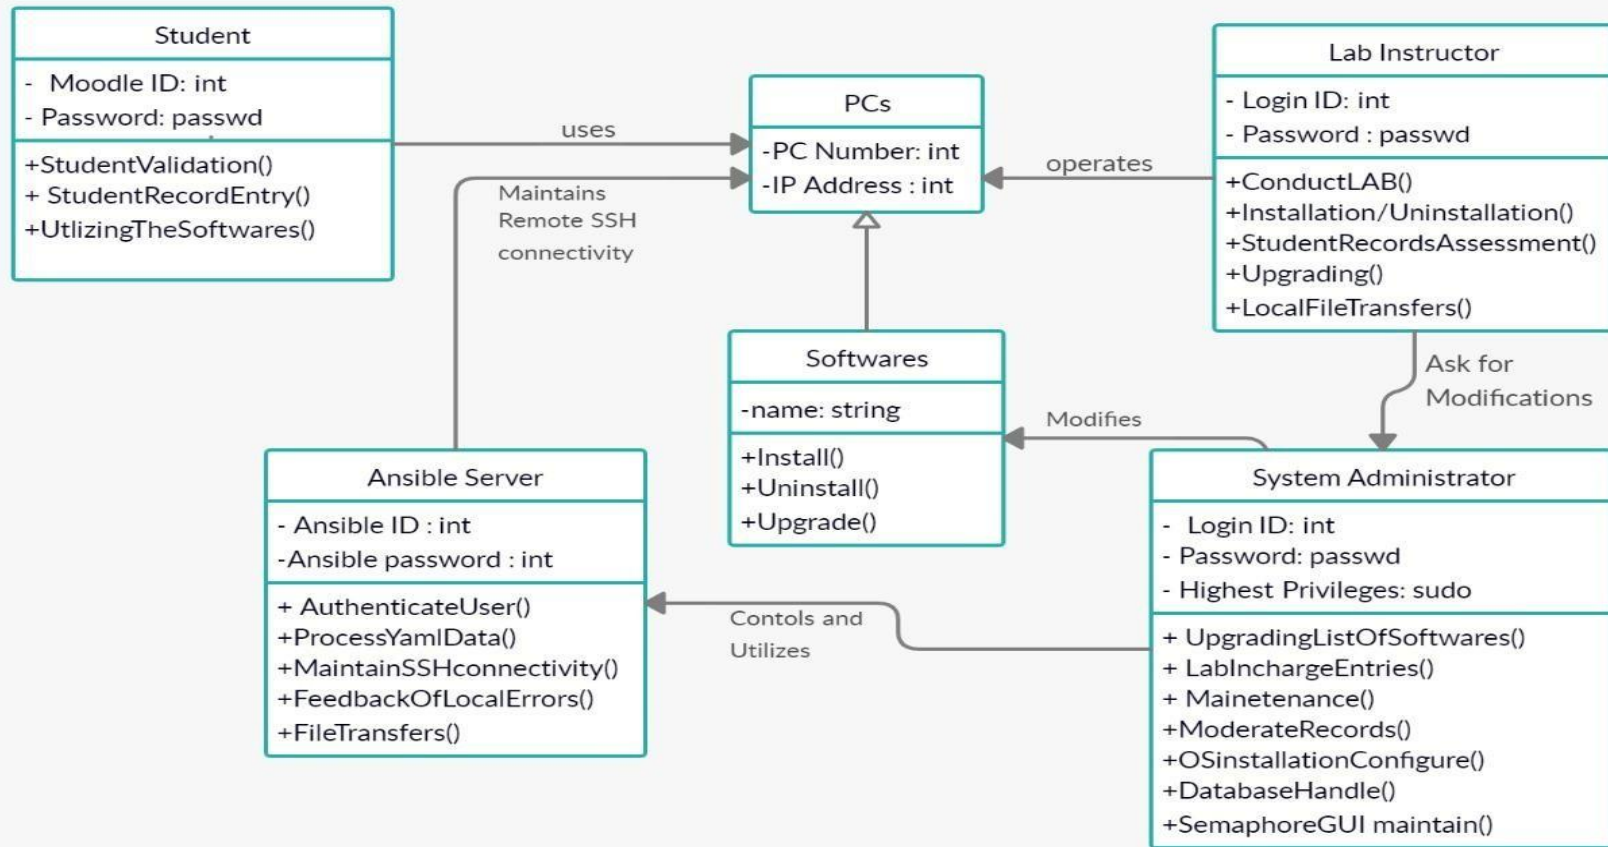 Student
-  Moodle ID: int
- Password: passwd
+StudentValidation()
+ StudentRecordEntry()
+UtlizingTheSoftwares()
uses
Maintains
Remote SSH
connectivity
PCs
-PC Number: int
-IP Address : int
operates
Lab Instructor
- Login ID: int
- Password : passwd
+ConductLAB()
+Installation/Uninstallation()
+StudentRecordsAssessment()
+Upgrading()
+LocalFileTransfers()
Ask for
Modifications
Softwares
-name: string
+Install()
+Uninstall()
+Upgrade()
Modifies
Ansible Server
- Ansible ID : int
-Ansible password : int
+ AuthenticateUser()
+ProcessYamlData()
+MaintainSSHconnectivity()
+FeedbackOfLocalErrors()
+FileTransfers()
Contols and
Utilizes
System Administrator
-  Login ID: int
- Password: passwd
- Highest Privileges: sudo
+ UpgradingListOfSoftwares()
+ LabInchargeEntries()
+ Mainetenance()
+ModerateRecords()
+OSinstallationConfigure()
+DatabaseHandle()
+SemaphoreGUI maintain()